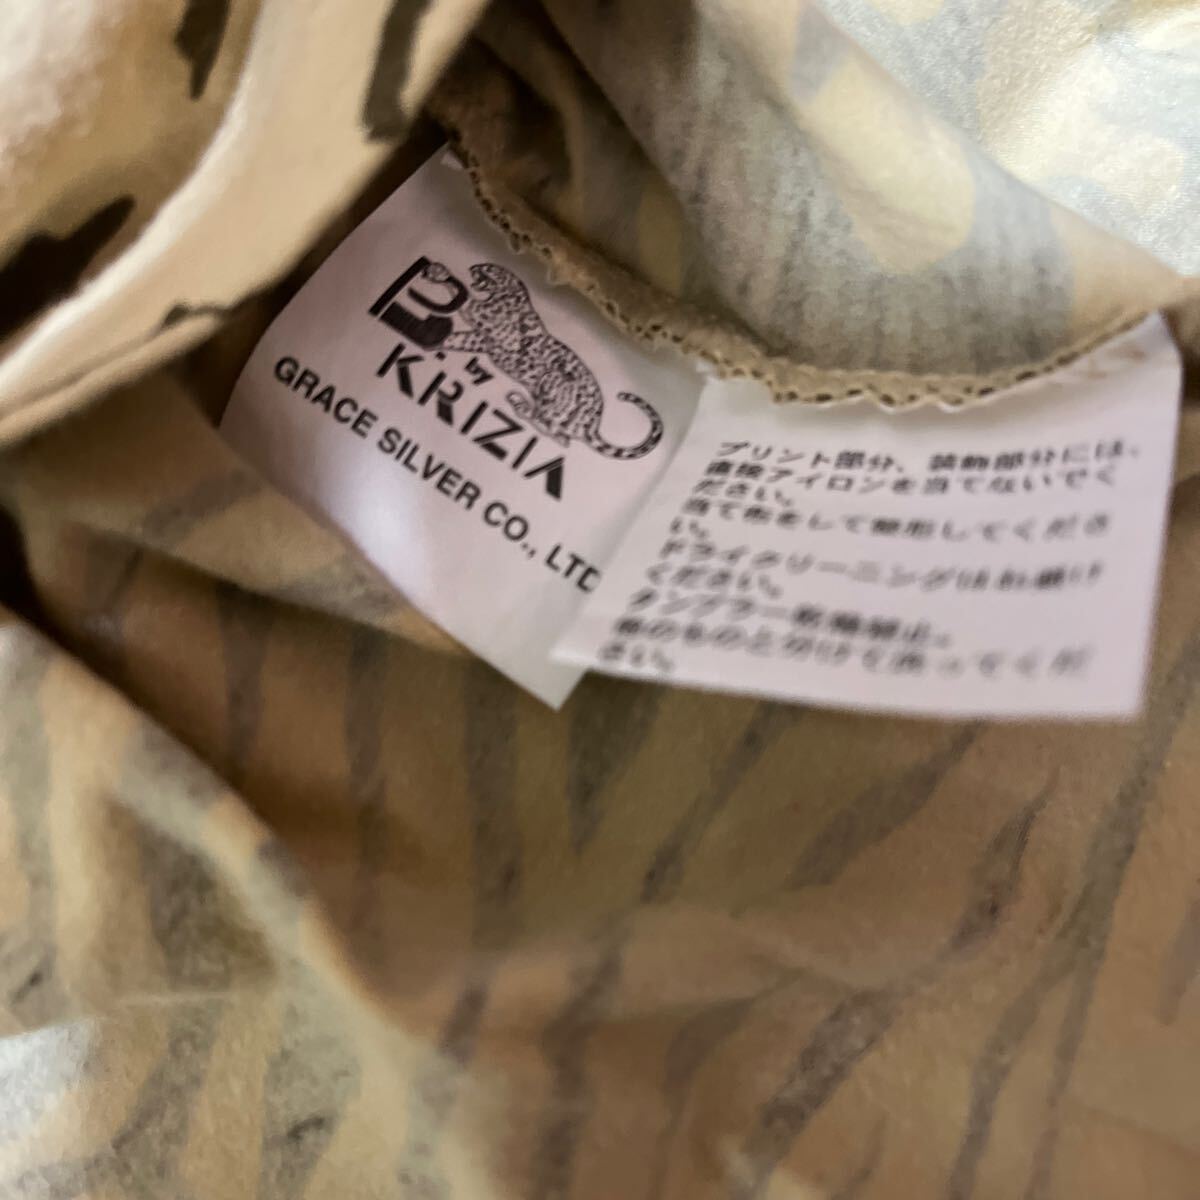 by
KRIZIA
GRACE SILVER CO., LTD
プリント部分、装飾部分には、
直接アイロンを当てないでく
ださい。
当て布をして整形してくださ
い。
ドライクリーニングはお避け
ください。
タンブラー乾燥禁止。
他のものと分けて洗ってくだ
さい。